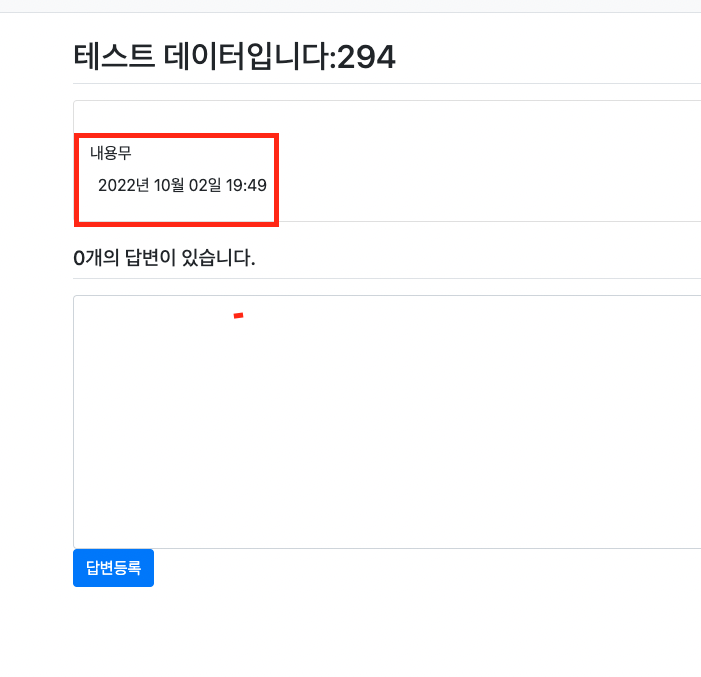 테스트 데이터입니다:294
내용무
2022년 10월 02일 19:49
0개의 답변이 있습니다.
답변등록